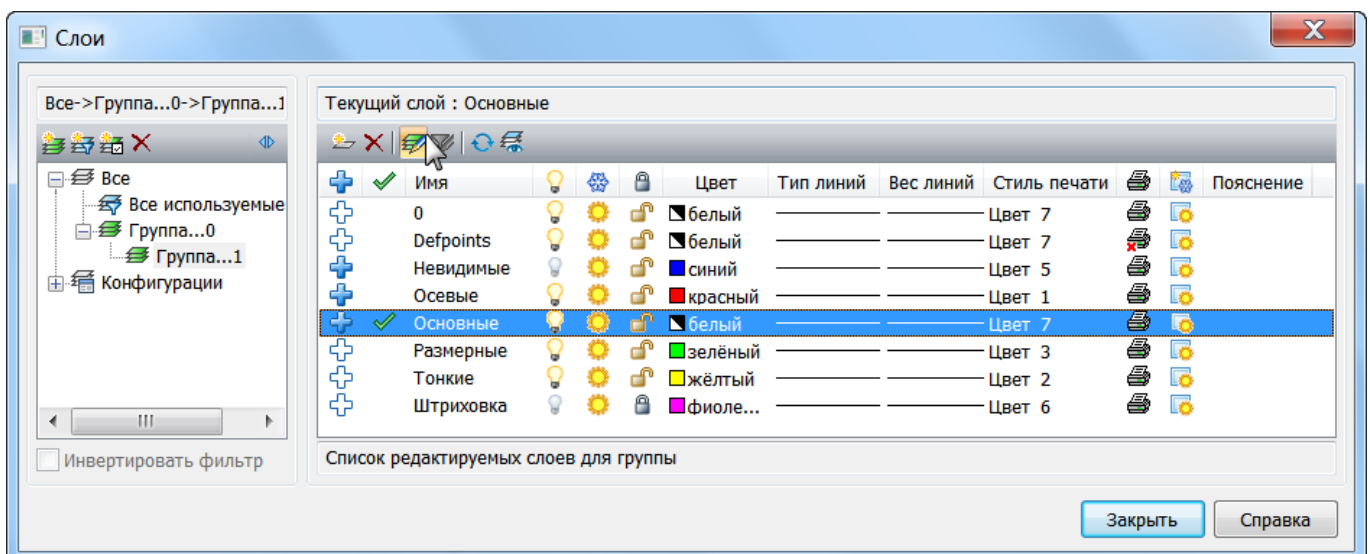 Слои
Все->Группа...0->Группа...1
Текущий слой : Основные
Все
Все используемые
Группа...0
Группа...1
Конфигурации
Инвертировать фильтр
Имя Цвет Тип линий Вес линий Стиль печати Пояснение
0 белый Цвет 7
Defpoints белый Цвет 7
Невидимые синий Цвет 5
Осевые красный Цвет 1
Основные белый Цвет 7
Размерные зелёный Цвет 3
Тонкие жёлтый Цвет 2
Штриховка фиоле... Цвет 6
Список редактируемых слоев для группы
Закрыть Справка